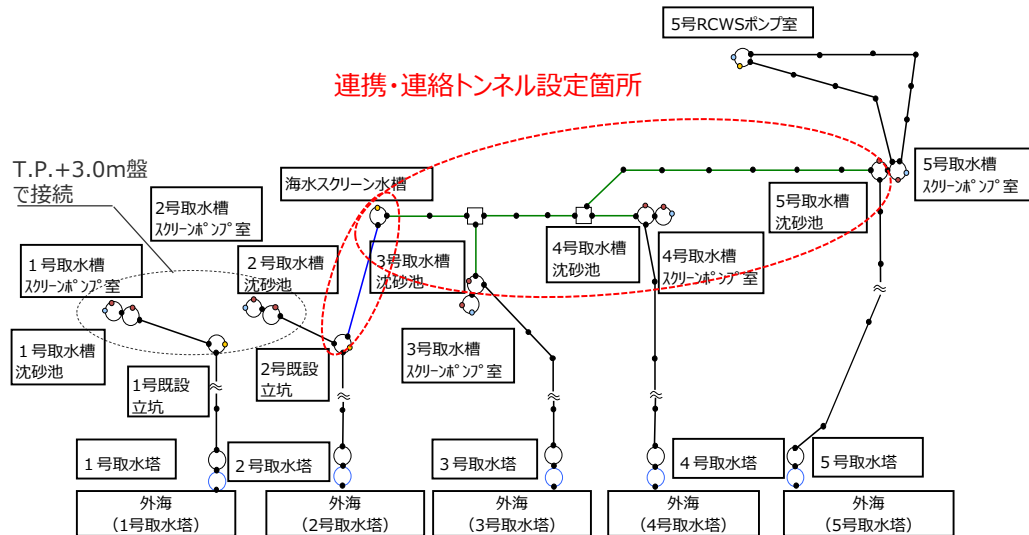 5号RCWSポンプ室
連携・連絡トンネル設定箇所
T.P.+3.0m盤
で接続
海水スクリーン水槽
5号取水槽
スクリーンポンプ室
2号取水槽
スクリーンポンプ室
5号取水槽
沈砂池
1号取水槽
スクリーンポンプ室
2号取水槽
沈砂池
3号取水槽
沈砂池
4号取水槽
沈砂池
4号取水槽
スクリーンポンプ室
1号取水槽
沈砂池
1号既設
立坑
2号既設
立坑
3号取水槽
スクリーンポンプ室
1号取水塔
2号取水塔
3号取水塔
4号取水塔
5号取水塔
外海
(1号取水塔)
外海
(2号取水塔)
外海
(3号取水塔)
外海
(4号取水塔)
外海
(5号取水塔)